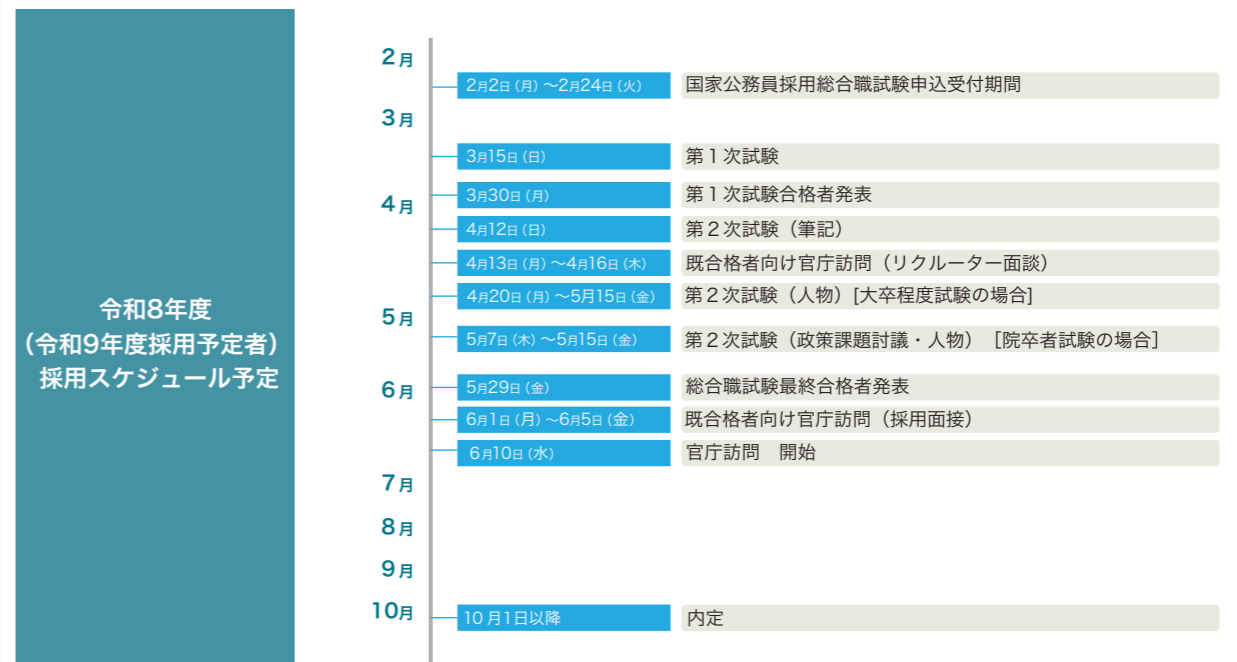 令和8年度
（令和9年度採用予定者）
採用スケジュール予定
2月
2月2日（月）～2月24日（火） 国家公務員採用総合職試験申込受付期間
3月
3月15日（日） 第１次試験
3月30日（月） 第１次試験合格者発表
4月
4月12日（日） 第２次試験（筆記）
4月13日（月）～4月16日（木） 既合格者向け官庁訪問（リクルーター面談）
4月20日（月）～5月15日（金） 第２次試験（人物）[大卒程度試験の場合]
5月
5月7日（木）～5月15日（金） 第２次試験（政策課題討議・人物）［院卒者試験の場合］
6月
5月29日（金） 総合職試験最終合格者発表
6月1日（月）～6月5日（金） 既合格者向け官庁訪問（採用面接）
6月10日（水） 官庁訪問　開始
7月
8月
9月
10月
10月1日以降 内定